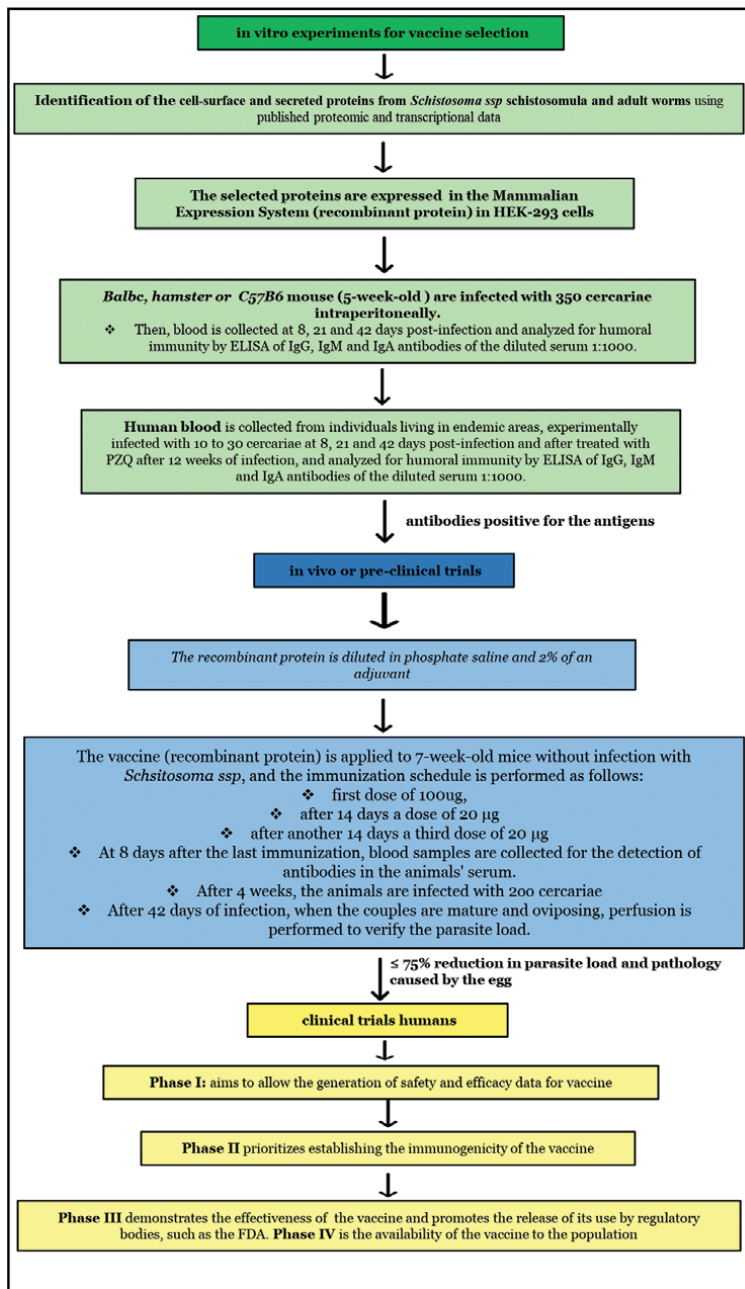 in vitro experiments for vaccine selection
Identification of the cell-surface and secreted proteins from Schistosoma ssp schistosomula and adult worms using
published proteomic and transcriptional data
The selected proteins are expressed in the Mammalian
Expression System (recombinant protein) in HEK-293 cells
Balbc, hamster or C57B6 mouse (5-week-old ) are infected with 350 cercariae
intraperitoneally.
❖ Then, blood is collected at 8, 21 and 42 days post-infection and analyzed for humoral
immunity by ELISA of IgG, IgM and IgA antibodies of the diluted serum 1:1000.
Human blood is collected from individuals living in endemic areas, experimentally
infected with 10 to 30 cercariae at 8, 21 and 42 days post-infection and after treated with
PZQ after 12 weeks of infection, and analyzed for humoral immunity by ELISA of IgG, IgM
and IgA antibodies of the diluted serum 1:1000.
antibodies positive for the antigens
in vivo or pre-clinical trials
The recombinant protein is diluted in phosphate saline and 2% of an
adjuvant
The vaccine (recombinant protein) is applied to 7-week-old mice without infection with
Schsitosoma ssp, and the immunization schedule is performed as follows:
❖ first dose of 100ug,
❖ after 14 days a dose of 20 µg
❖ after another 14 days a third dose of 20 µg
❖ At 8 days after the last immunization, blood samples are collected for the detection of
antibodies in the animals' serum.
❖ After 4 weeks, the animals are infected with 200 cercariae
❖ After 42 days of infection, when the couples are mature and oviposing, perfusion is
performed to verify the parasite load.
≤ 75% reduction in parasite load and pathology
caused by the egg
clinical trials humans
Phase I: aims to allow the generation of safety and efficacy data for vaccine
Phase II prioritizes establishing the immunogenicity of the vaccine
Phase III demonstrates the effectiveness of the vaccine and promotes the release of its use by regulatory
bodies, such as the FDA. Phase IV is the availability of the vaccine to the population